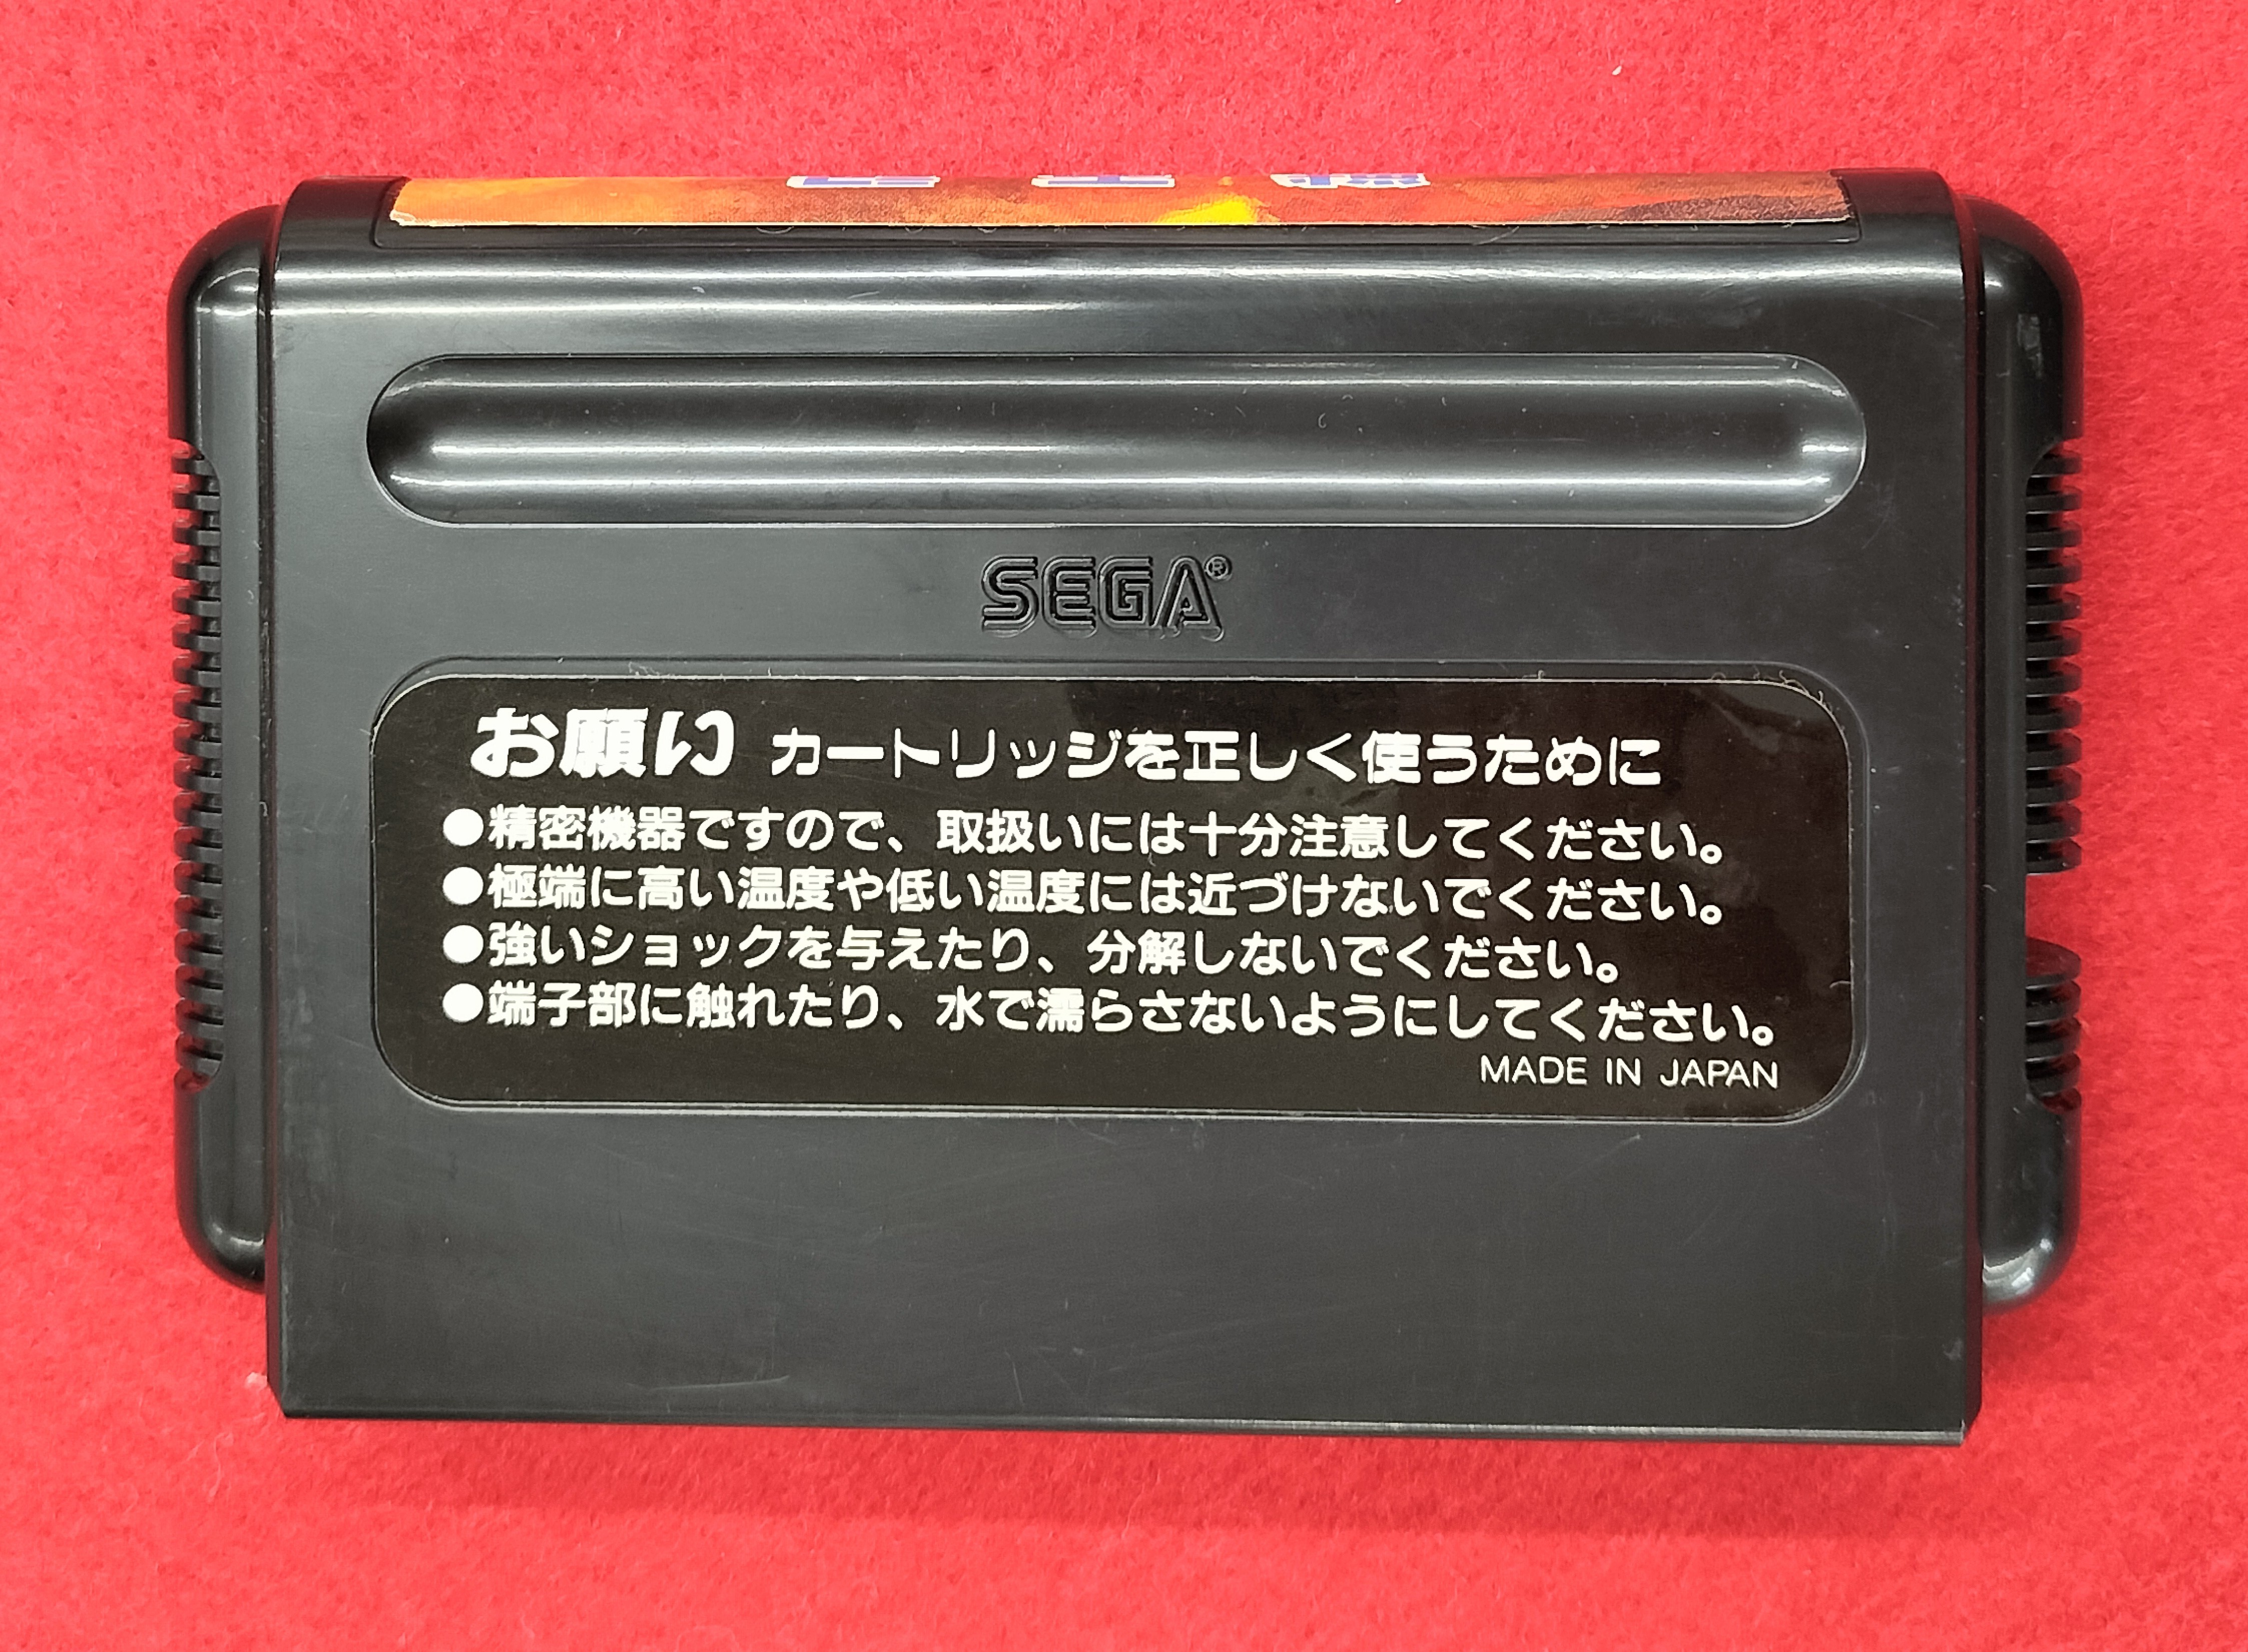 SEGA®
お願い カートリッジを正しく使うために
●精密機器ですので、取扱いには十分注意してください。
●極端に高い温度や低い温度には近づけないでください。
●強いショックを与えたり、分解しないでください。
●端子部に触れたり、水で濡らさないようにしてください。
MADE IN JAPAN